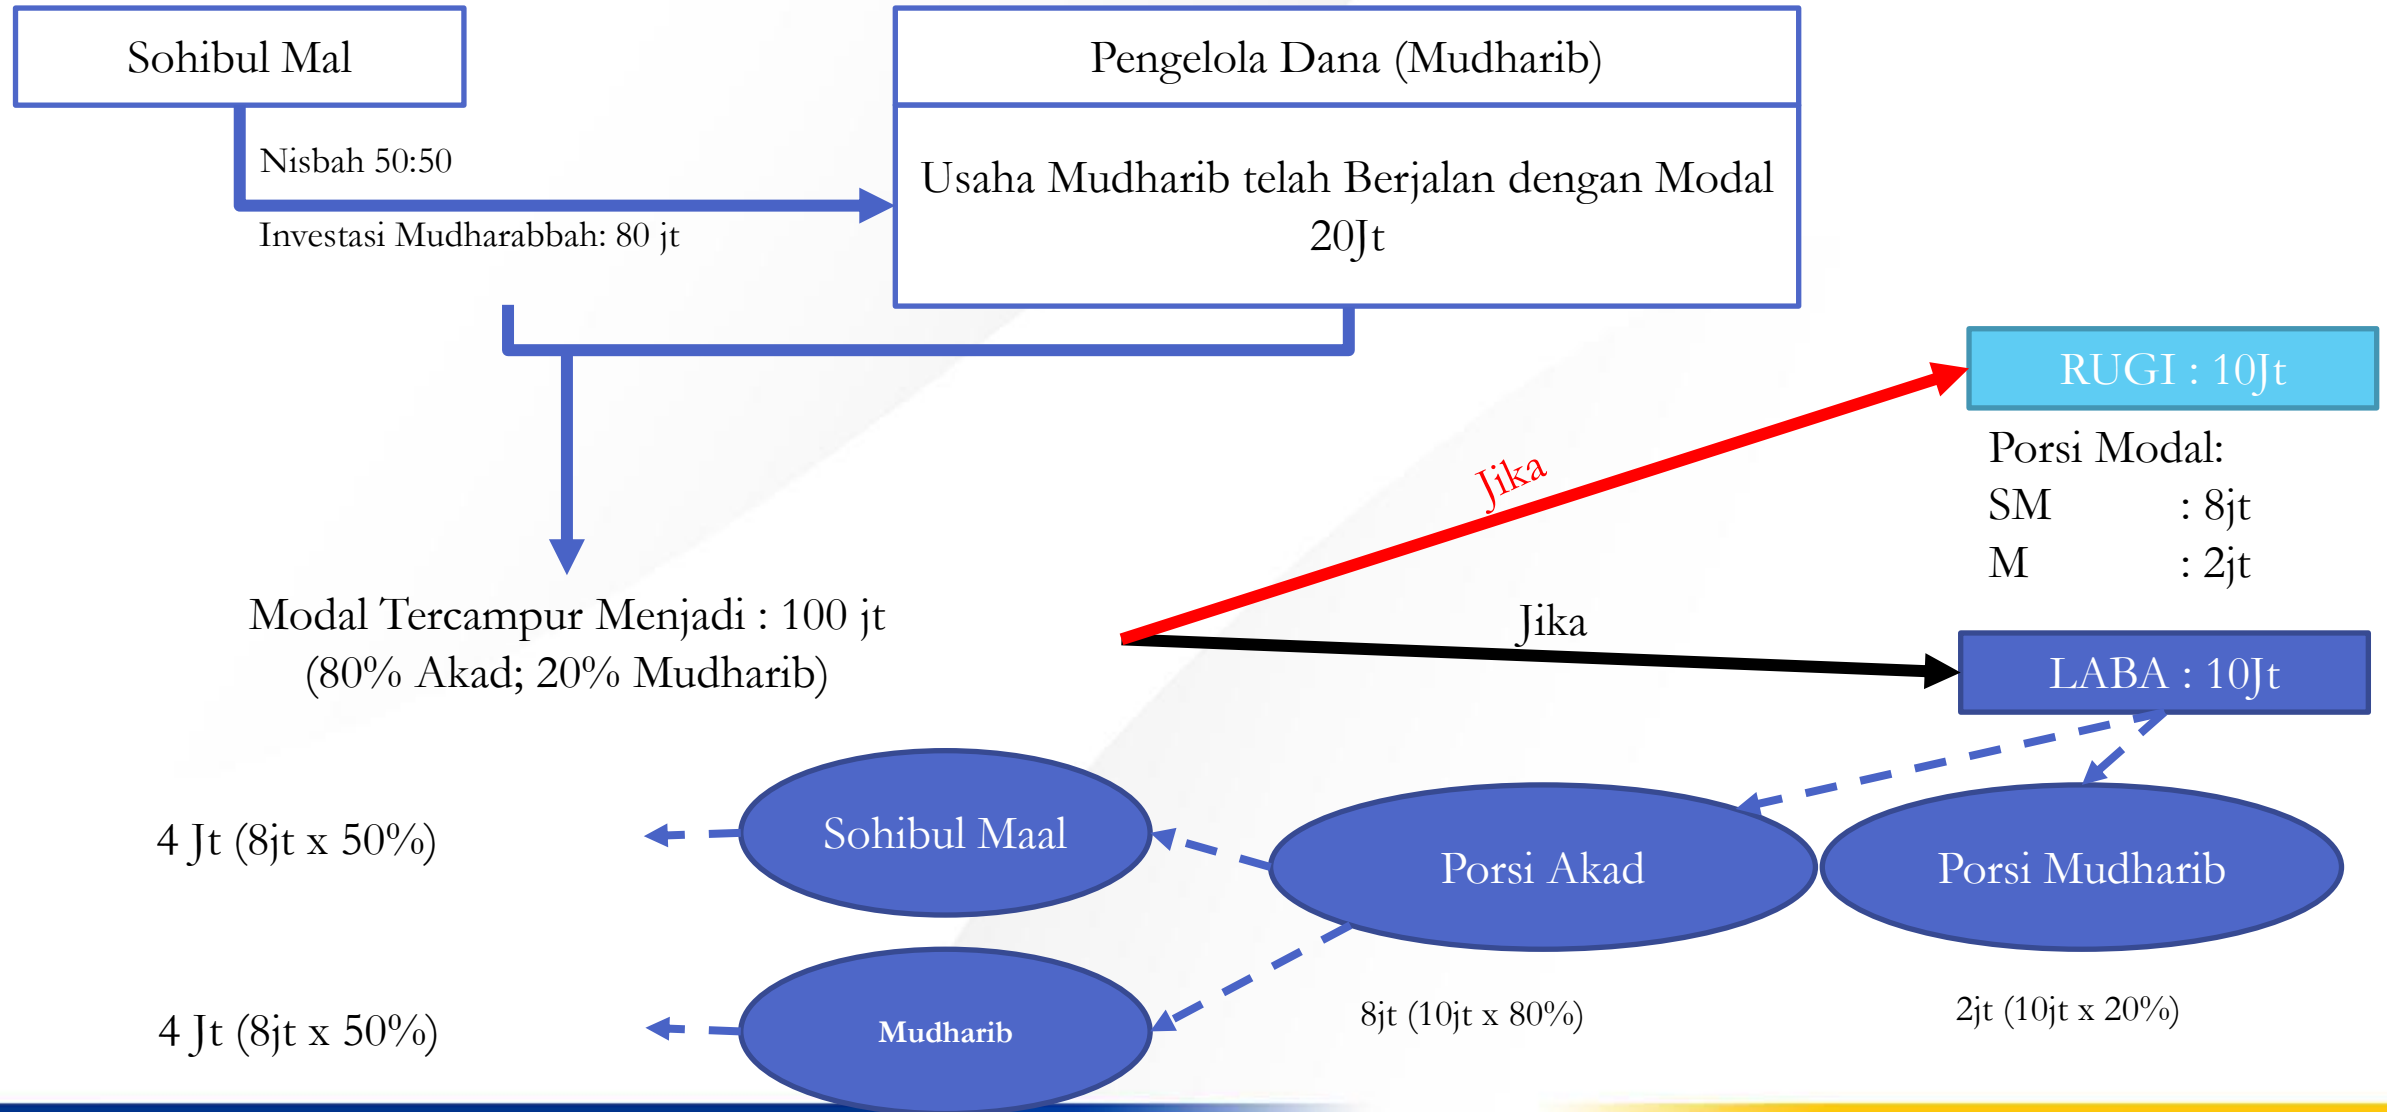 Sohibul Mal
Pengelola Dana (Mudharib)
Nisbah 50:50
Investasi Mudharabbah: 80 jt
Usaha Mudharib telah Berjalan dengan Modal
20Jt
RUGI : 10Jt
Porsi Modal:
SM : 8jt
M : 2jt
Jika
Jika
Modal Tercampur Menjadi : 100 jt
(80% Akad; 20% Mudharib)
LABA : 10Jt
4 Jt (8jt x 50%)
Sohibul Maal
Porsi Akad
Porsi Mudharib
4 Jt (8jt x 50%)
Mudharib
8jt (10jt x 80%)
2jt (10jt x 20%)